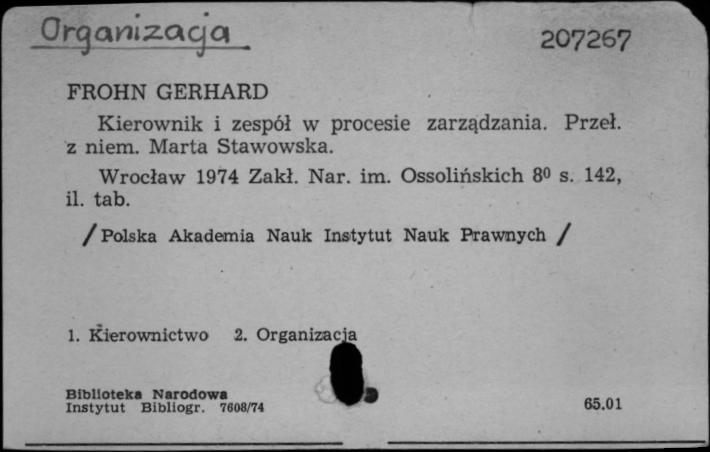 Organizacja
207267
FROHN GERHARD
Kierownik i zespół w procesie zarządzania. Przeł.
z niem. Marta Stawowska.
Wrocław 1974 Zakł. Nar. im. Ossolińskich 8⁰ s. 142,
il. tab.
/ Polska Akademia Nauk Instytut Nauk Prawnych /
1. Kierownictwo 2. Organizacja
Biblioteka Narodowa
Instytut Bibliogr. 7608/74
65.01